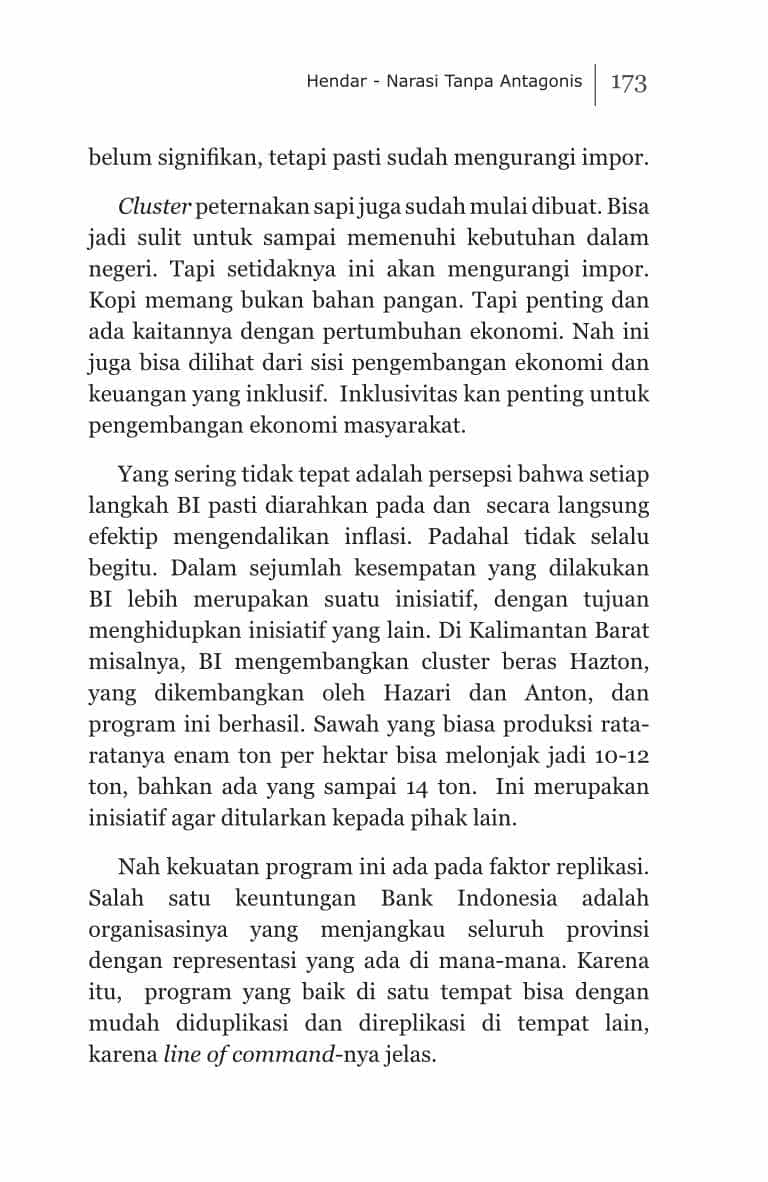 Hendar - Narasi Tanpa Antagonis 173
belum signifikan, tetapi pasti sudah mengurangi impor.
Cluster peternakan sapi juga sudah mulai dibuat. Bisa
jadi sulit untuk sampai memenuhi kebutuhan dalam
negeri. Tapi setidaknya ini akan mengurangi impor.
Kopi memang bukan bahan pangan. Tapi penting dan
ada kaitannya dengan pertumbuhan ekonomi. Nah ini
juga bisa dilihat dari sisi pengembangan ekonomi dan
keuangan yang inklusif.  Inklusivitas kan penting untuk
pengembangan ekonomi masyarakat.
Yang sering tidak tepat adalah persepsi bahwa setiap
langkah BI pasti diarahkan pada dan  secara langsung
efektip mengendalikan inflasi. Padahal tidak selalu
begitu. Dalam sejumlah kesempatan yang dilakukan
BI lebih merupakan suatu inisiatif, dengan tujuan
menghidupkan inisiatif yang lain. Di Kalimantan Barat
misalnya, BI mengembangkan cluster beras Hazton,
yang dikembangkan oleh Hazari dan Anton, dan
program ini berhasil. Sawah yang biasa produksi rata-
ratanya enam ton per hektar bisa melonjak jadi 10-12
ton, bahkan ada yang sampai 14 ton.  Ini merupakan
inisiatif agar ditularkan kepada pihak lain.
Nah kekuatan program ini ada pada faktor replikasi.
Salah satu keuntungan Bank Indonesia adalah
organisasinya yang menjangkau seluruh provinsi
dengan representasi yang ada di mana-mana. Karena
itu,  program yang baik di satu tempat bisa dengan
mudah diduplikasi dan direplikasi di tempat lain,
karena line of command-nya jelas.